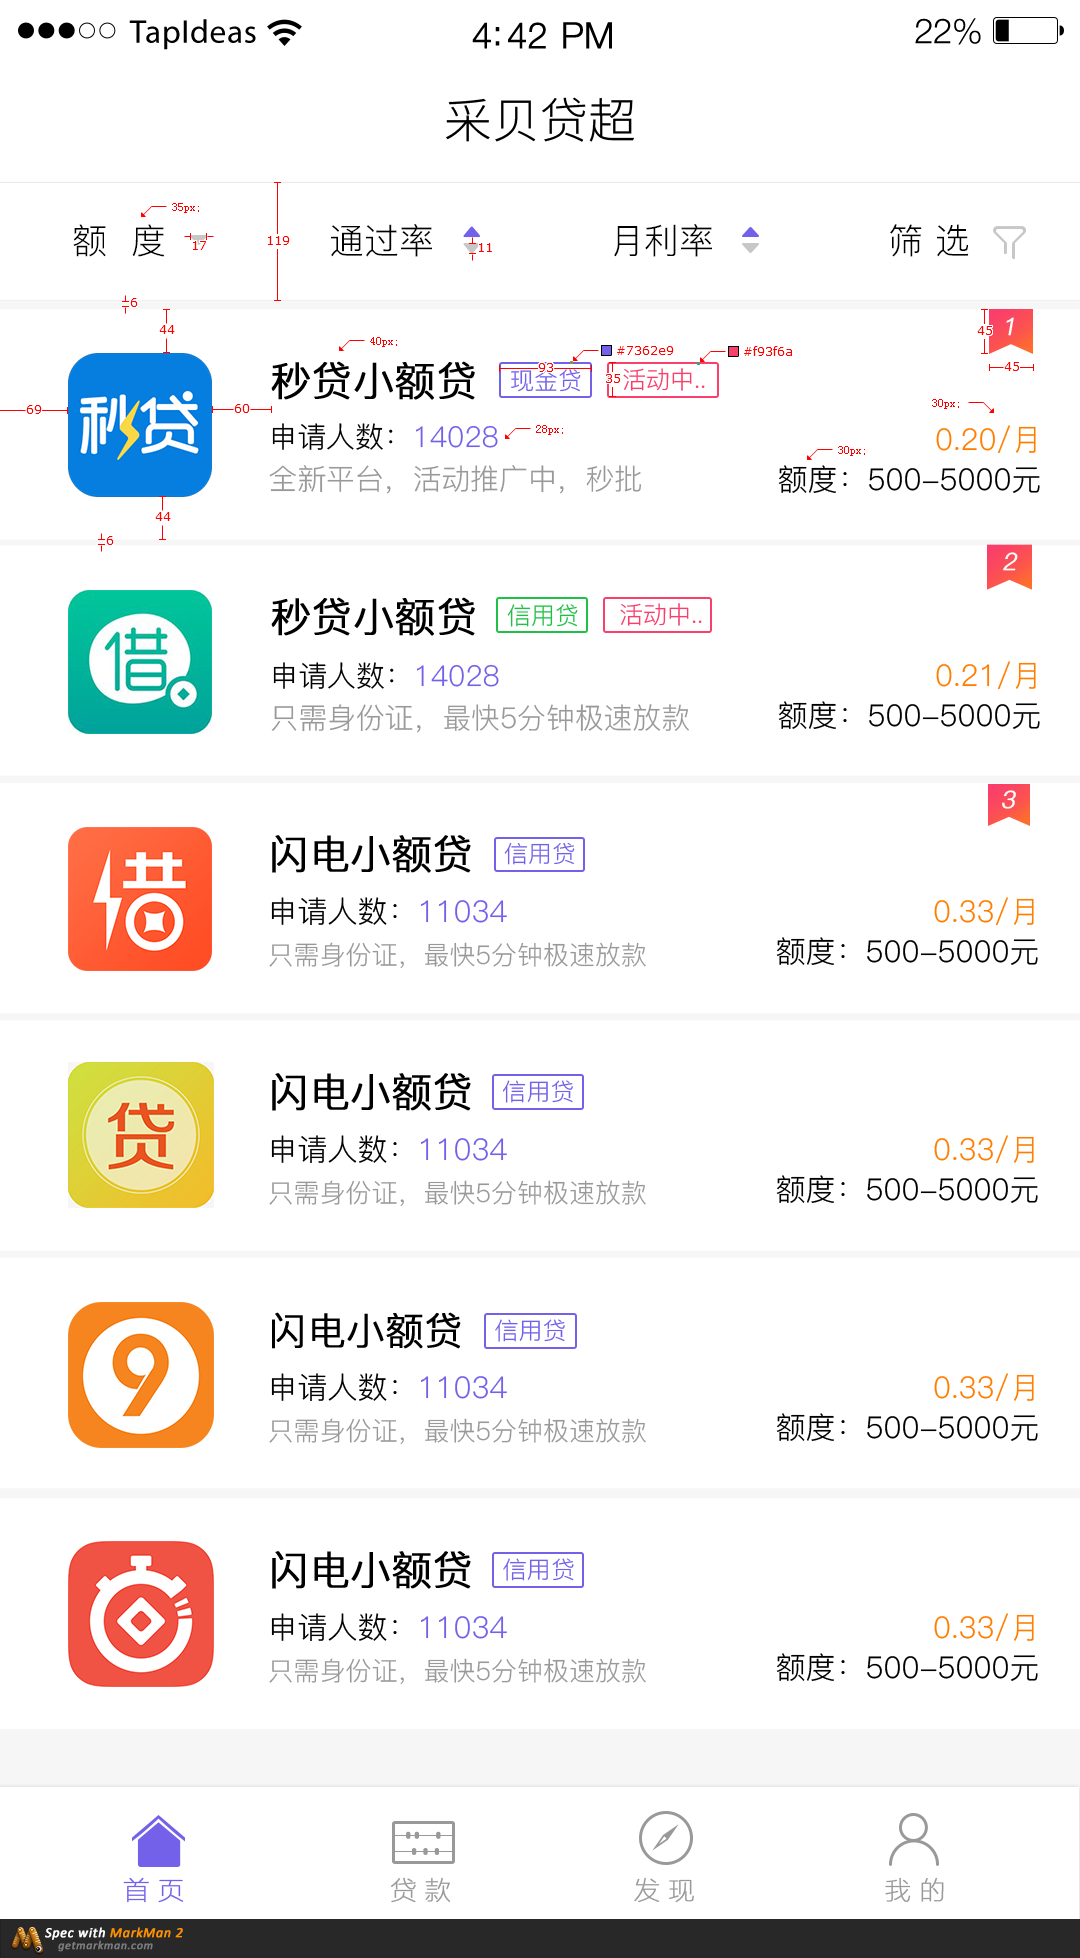 TapIdeas 4:42 PM 22%
采贝贷超
35px;
额 度 17 119 通过率 11 月利率 筛 选
6
44 45 1
40px; #7362e9 #f93f6a
45
秒贷小额贷 93 现金贷 35 活动中..
秒贷 69 60 30px;
申请人数：14028 28px; 0.20/月
30px;
全新平台，活动推广中，秒批 额度：500-5000元
44
6
2
秒贷小额贷 信用贷 活动中..
借
申请人数：14028 0.21/月
只需身份证，最快5分钟极速放款 额度：500-5000元
3
闪电小额贷 信用贷
借
申请人数：11034 0.33/月
只需身份证，最快5分钟极速放款 额度：500-5000元
闪电小额贷 信用贷
贷
申请人数：11034 0.33/月
只需身份证，最快5分钟极速放款 额度：500-5000元
闪电小额贷 信用贷
9
申请人数：11034 0.33/月
只需身份证，最快5分钟极速放款 额度：500-5000元
闪电小额贷 信用贷
申请人数：11034 0.33/月
只需身份证，最快5分钟极速放款 额度：500-5000元
首 页 贷 款 发 现 我 的
Spec with MarkMan 2
getmarkman.com